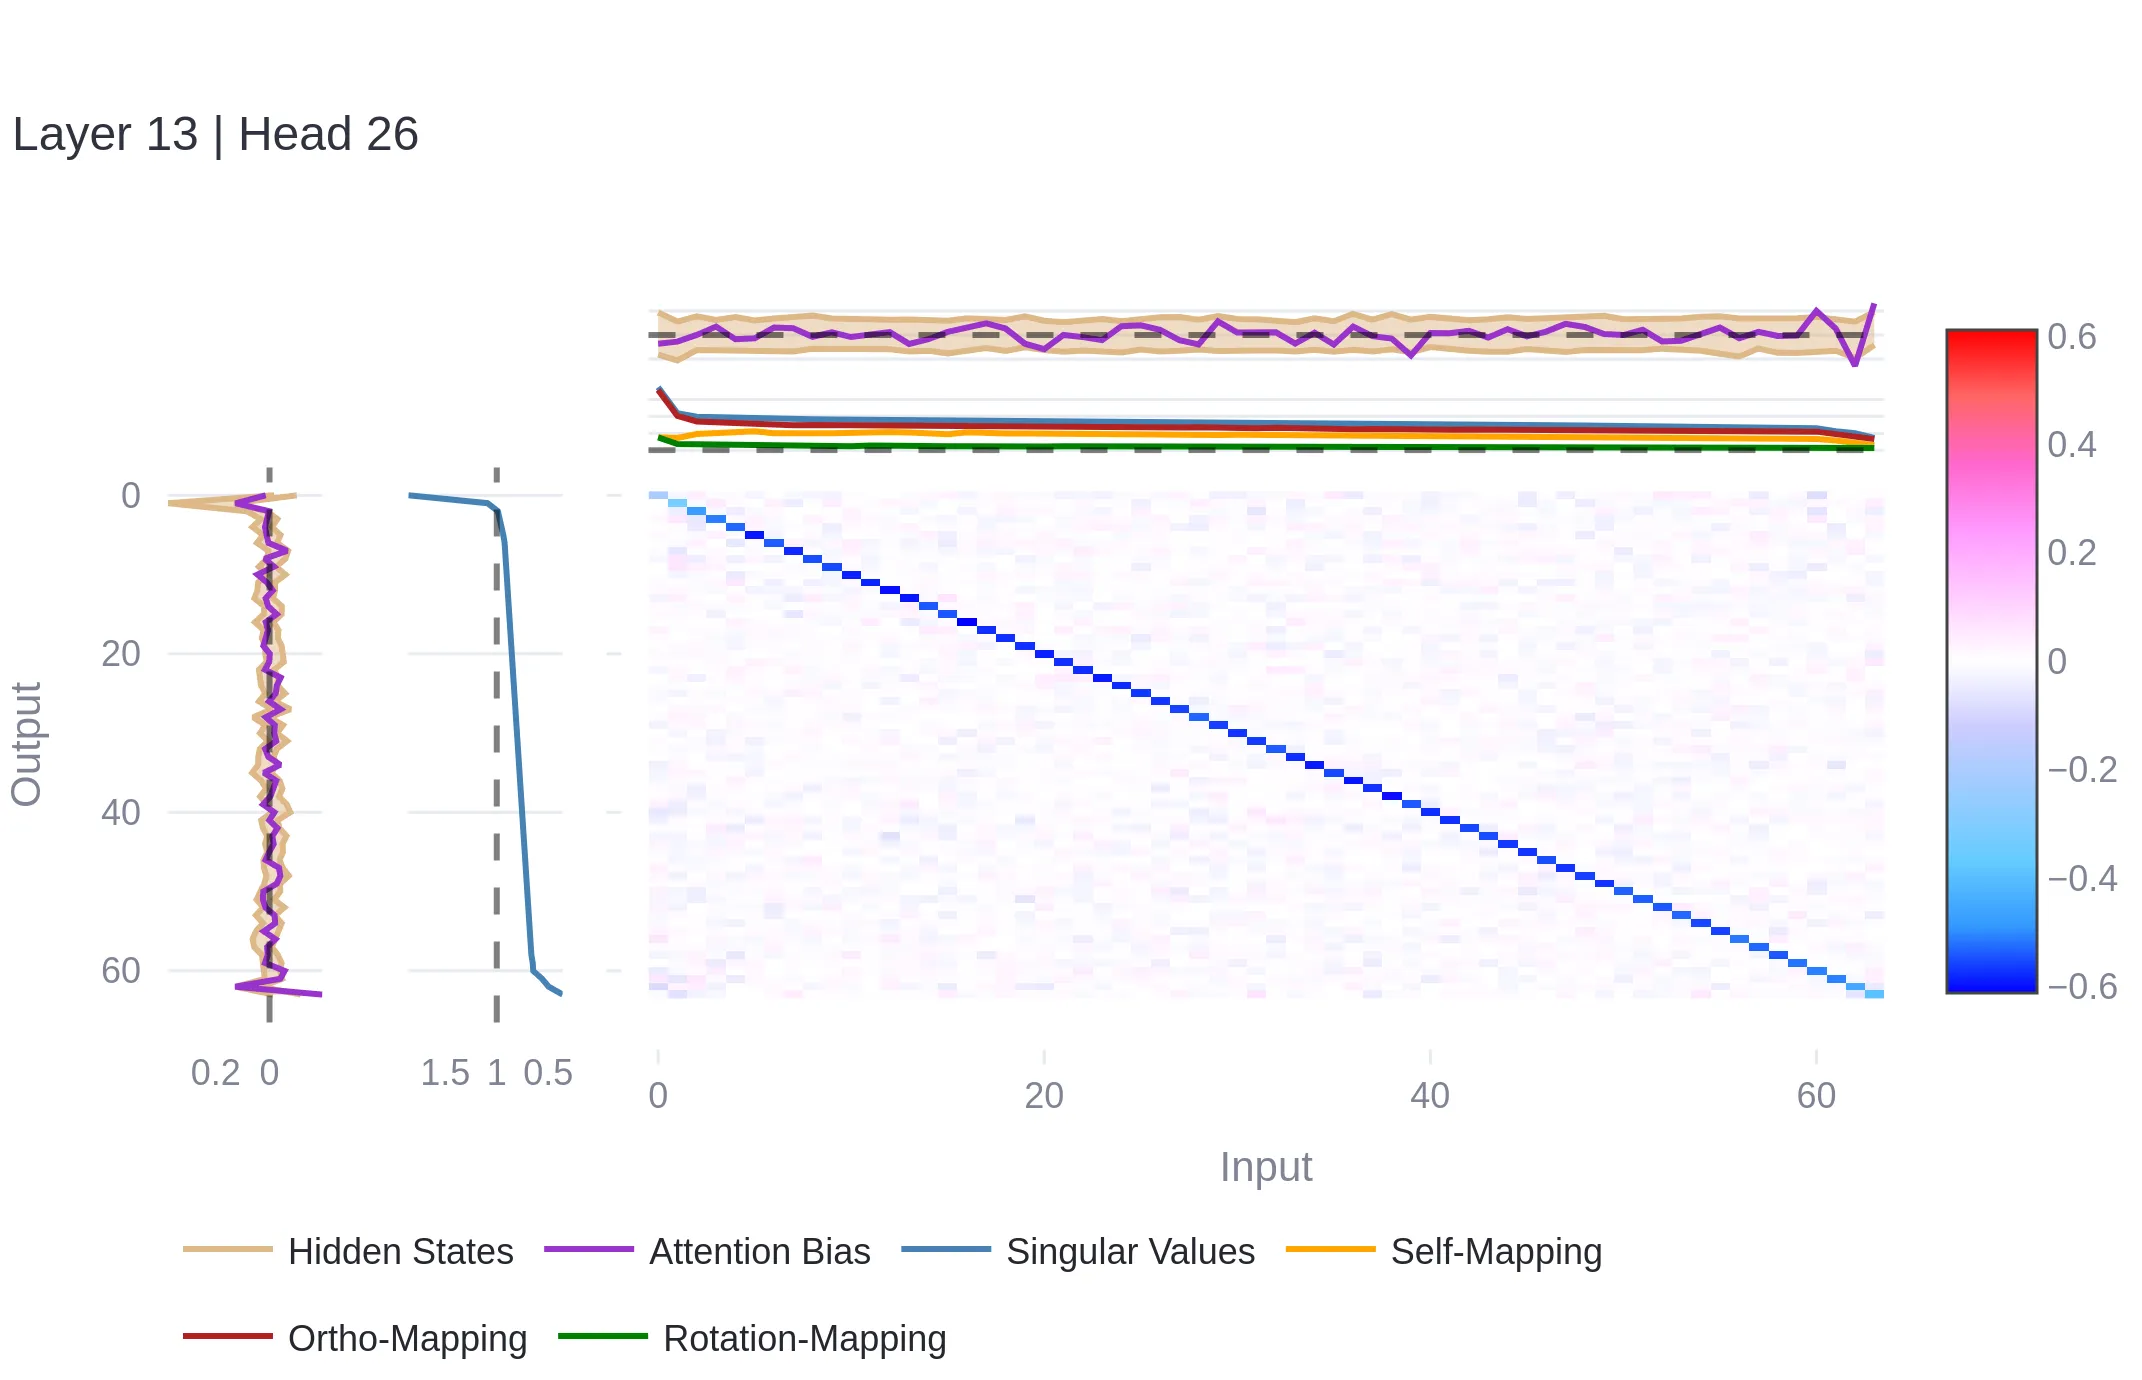 Layer 13 | Head 26
0.6
0.4
0.2
0
−0.2
−0.4
−0.6
Output
0
20
40
60
0.2 0
1.5 1 0.5
0 20 40 60
Input
Hidden States Attention Bias Singular Values Self-Mapping
Ortho-Mapping Rotation-Mapping